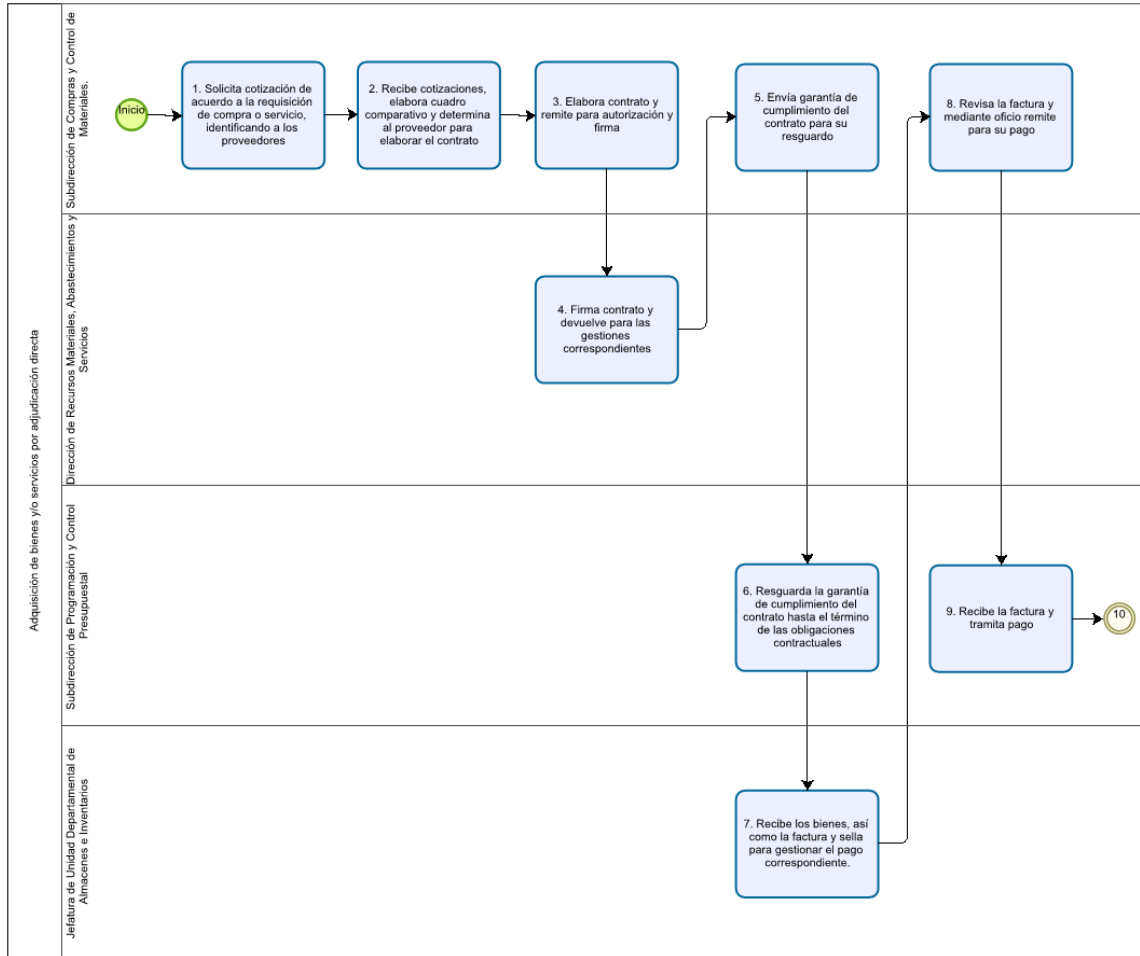 Adquisición de bienes y/o servicios por adjudicación directa
Subdirección de Compras y Control de
Materiales.
Inicio
1. Solicita cotización de
acuerdo a la requisición
de compra o servicio,
identificando a los
proveedores
2. Recibe cotizaciones,
elabora cuadro
comparativo y determina
al proveedor para
elaborar el contrato
3. Elabora contrato y
remite para autorización y
firma
5. Envía garantía de
cumplimiento del
contrato para su
resguardo
8. Revisa la factura y
mediante oficio remite
para su pago
Dirección de Recursos Materiales, Abastecimientos y
Servicios
4. Firma contrato y
devuelve para las
gestiones
correspondientes
Subdirección de Programación y Control
Presupuestal
6. Resguarda la garantía
de cumplimiento del
contrato hasta el término
de las obligaciones
contractuales
9. Recibe la factura y
tramita pago
10
Jefatura de Unidad Departamental de
Almacenes e Inventarios
7. Recibe los bienes, así
como la factura y sella
para gestionar el pago
correspondiente.